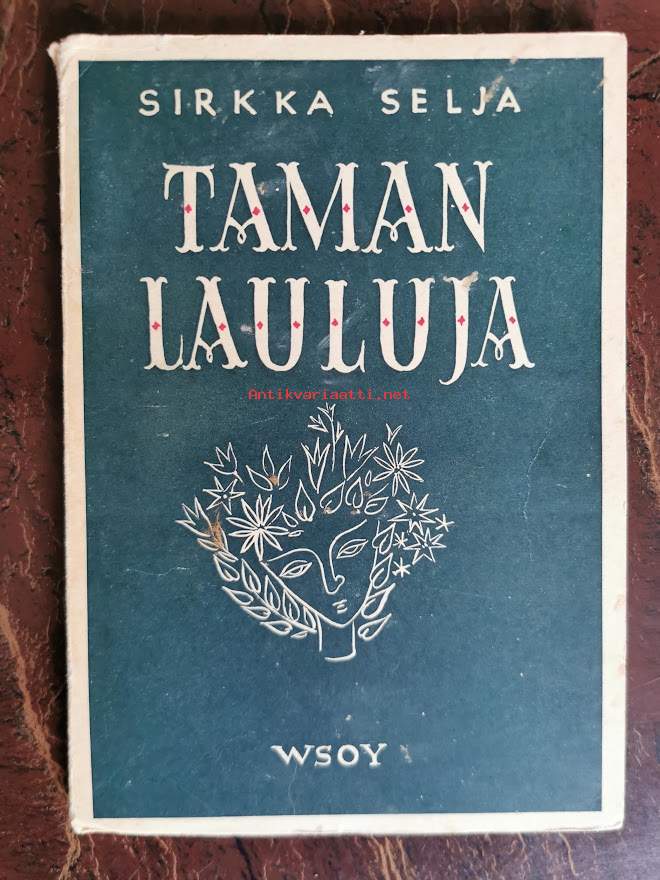 SIRKKA SELJA
TAMAN
LAULUJA
Antikvariaatti.net
WSOY